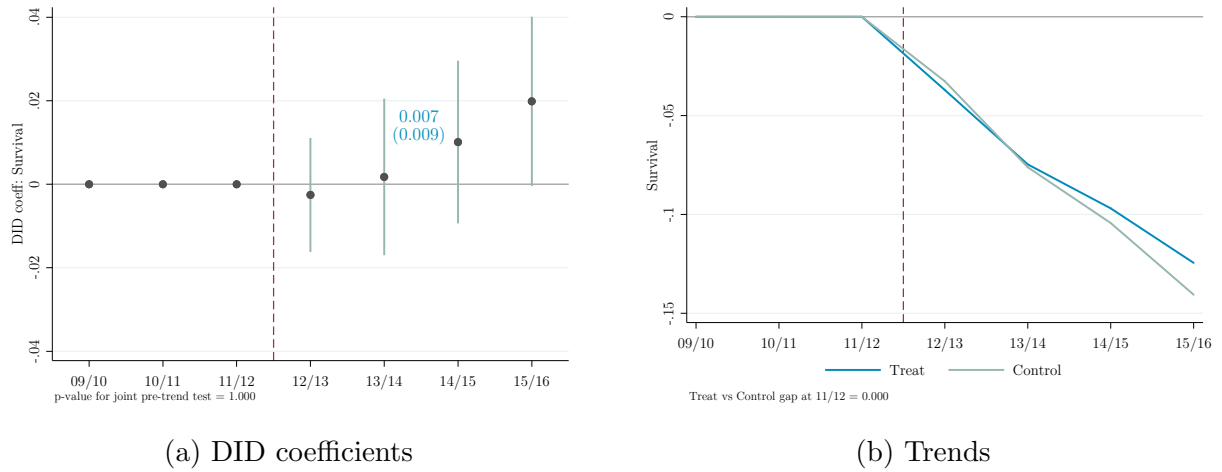 DID coeff: Survival
.04
.02
0
-.02
-.04
0.007
(0.009)
09/10 10/11 11/12 12/13 13/14 14/15 15/16
p-value for joint pre-trend test = 1.000
(a) DID coefficients
Survival
0
-.05
-.1
-.15
09/10 10/11 11/12 12/13 13/14 14/15 15/16
Treat Control
Treat vs Control gap at 11/12 = 0.000
(b) Trends